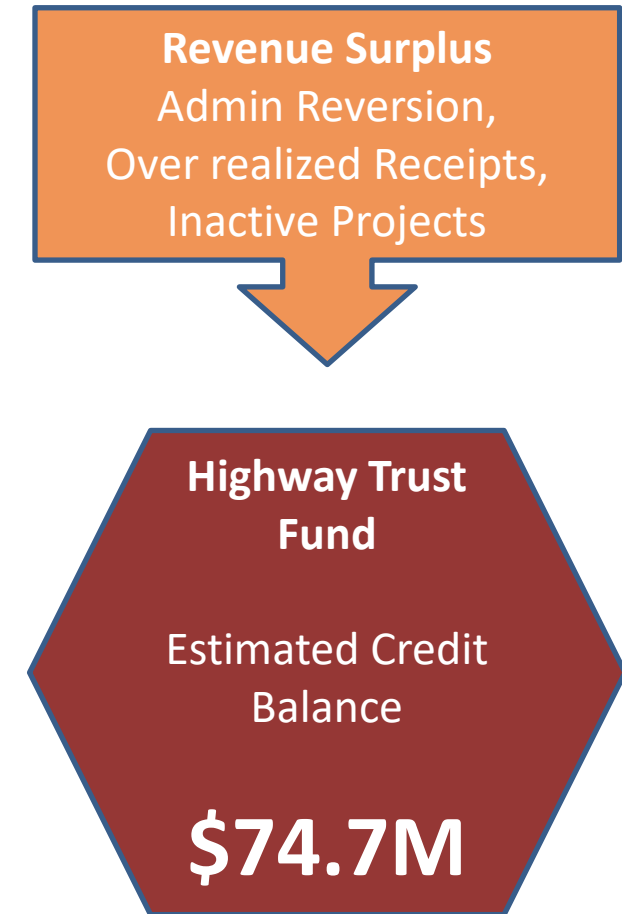 Revenue Surplus
Admin Reversion,
Over realized Receipts,
Inactive Projects
Highway Trust
Fund
Estimated Credit
Balance
$74.7M